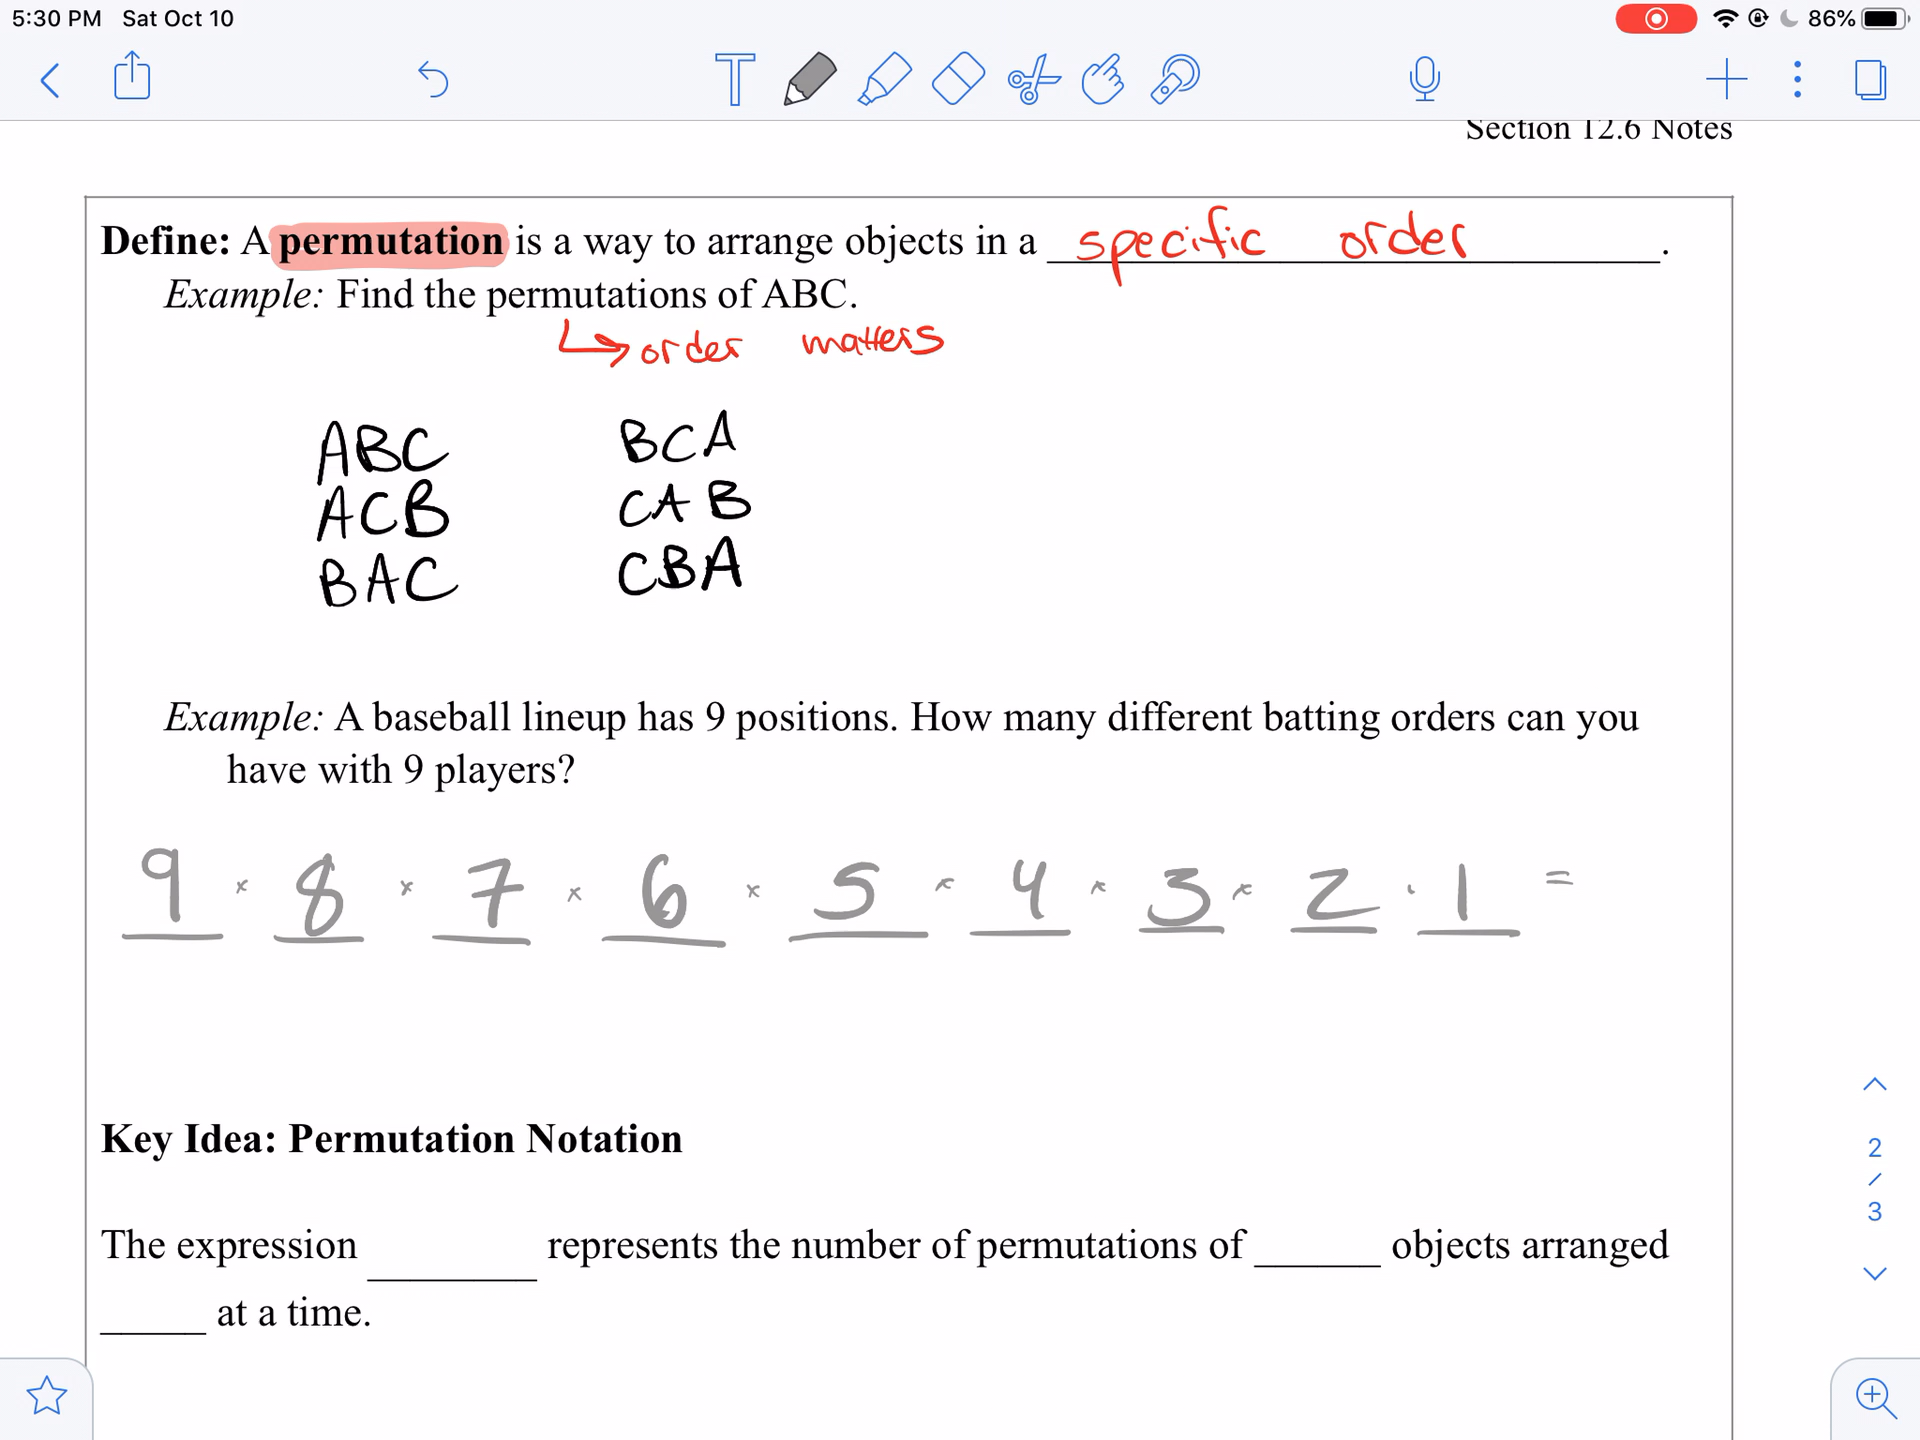 5:30 PM Sat Oct 10
86%
Section 12.6 Notes
Define: A permutation is a way to arrange objects in a specific order.
Example: Find the permutations of ABC.
order matters
ABC BCA
ACB CAB
BAC CBA
Example: A baseball lineup has 9 positions. How many different batting orders can you
have with 9 players?
9 × 8 × 7 × 6 × 5 × 4 × 3 × 2 · 1 =
Key Idea: Permutation Notation
The expression ________ represents the number of permutations of ______ objects arranged
_____ at a time.
2
/
3